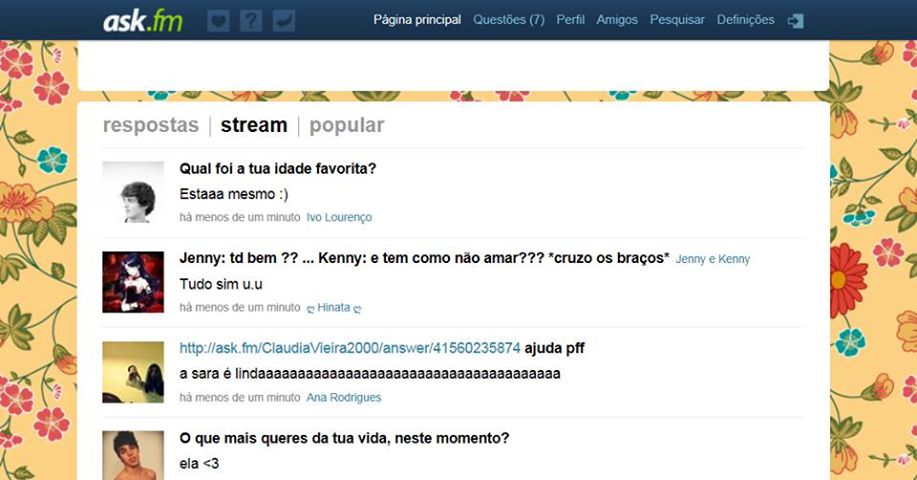 ask.fm
Página principal Questões (7) Perfil Amigos Pesquisar Definições
respostas | stream | popular
Qual foi a tua idade favorita?
Estaaa mesmo :)
há menos de um minuto Ivo Lourenço
Jenny: td bem ?? ... Kenny: e tem como não amar??? *cruzo os braços* Jenny e Kenny
Tudo sim u.u
há menos de um minuto ღ Hinata ღ
http://ask.fm/ClaudiaVieira2000/answer/41560235874 ajuda pff
a sara é lindaaaaaaaaaaaaaaaaaaaaaaaaaaaaaaaaaaaaaa
há menos de um minuto Ana Rodrigues
O que mais queres da tua vida, neste momento?
ela <3